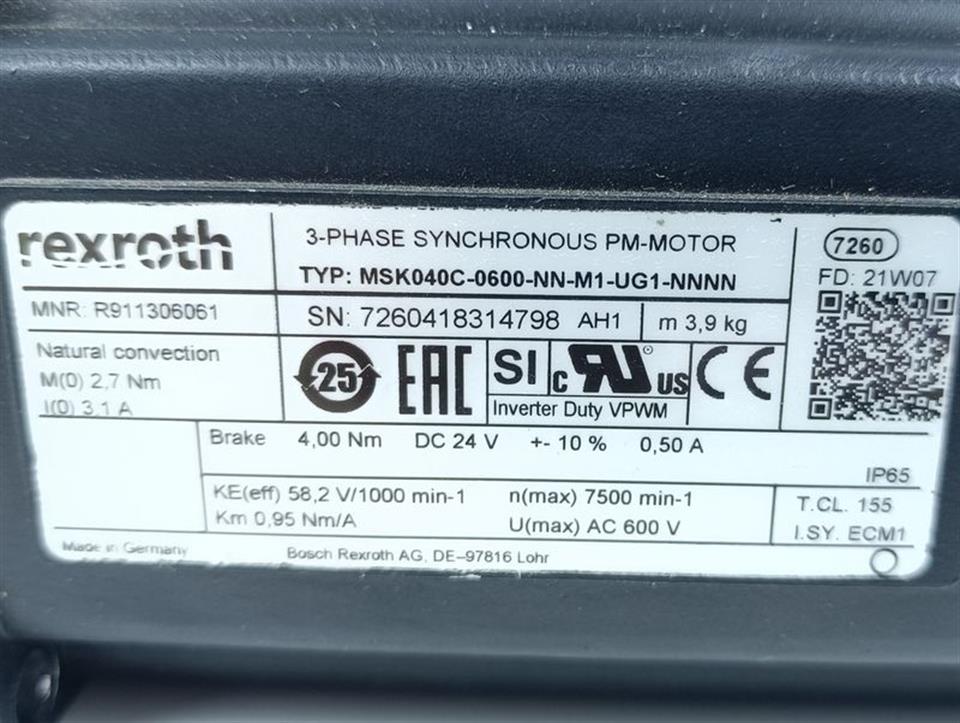 rexroth
3-PHASE SYNCHRONOUS PM-MOTOR
TYP: MSK040C-0600-NN-M1-UG1-NNNN
7260
FD: 21W07
MNR: R911306061
SN: 7260418314798 AH1 m 3,9 kg
Natural convection
M(0) 2,7 Nm
I(0) 3,1 A
25
EAC
SI
c RU US
Inverter Duty VPWM
CE
Brake 4,00 Nm DC 24 V +- 10 % 0,50 A
IP65
KE(eff) 58,2 V/1000 min-1 n(max) 7500 min-1
Km 0,95 Nm/A U(max) AC 600 V
T.CL. 155
I.SY. ECM1
Made in Germany
Bosch Rexroth AG, DE-97816 Lohr